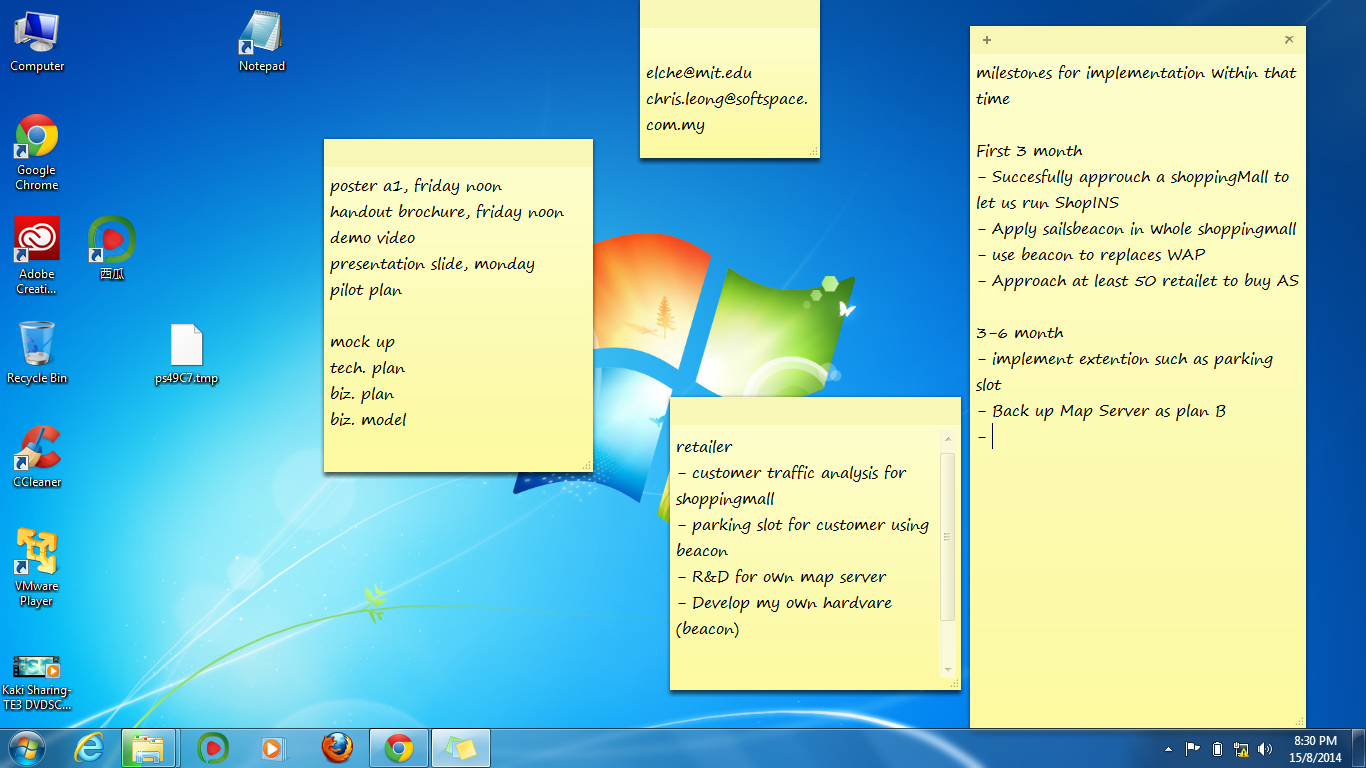 Computer
Notepad
Google
Chrome
Adobe
Creati...
西瓜
Recycle Bin
ps49C7.tmp
CCleaner
VMware
Player
Kaki Sharing-
TE3 DVDSC...
poster a1, friday noon
handout brochure, friday noon
demo video
presentation slide, monday
pilot plan
mock up
tech. plan
biz. plan
biz. model
elche@mit.edu
chris.leong@softspace.
com.my
retailer
- customer traffic analysis for
shoppingmall
- parking slot for customer using
beacon
- R&D for own map server
- Develop my own hardvare
(beacon)
milestones for implementation Within that
time
First 3 month
- Succesfully approuch a shoppingMall to
let us run ShopINS
- Apply sailsbeacon in whole shoppingmall
- use beacon to replaces WAP
- Approach at least 50 retailet to buy AS
3-6 month
- implement extention such as parking
slot
- Back up Map Server as plan B
-
8:30 PM
15/8/2014